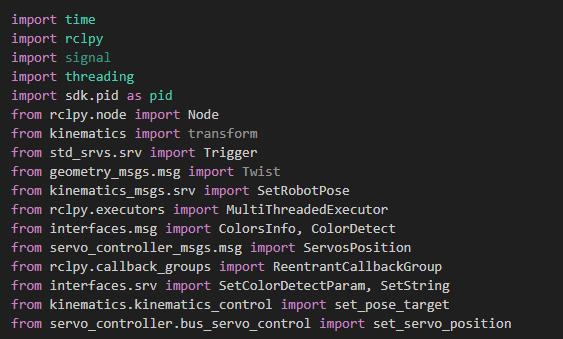 import time
import rclpy
import signal
import threading
import sdk.pid as pid
from rclpy.node import Node
from kinematics import transform
from std_srvs.srv import Trigger
from geometry_msgs.msg import Twist
from kinematics_msgs.srv import SetRobotPose
from rclpy.executors import MultiThreadedExecutor
from interfaces.msg import ColorsInfo, ColorDetect
from servo_controller_msgs.msg import ServosPosition
from rclpy.callback_groups import ReentrantCallbackGroup
from interfaces.srv import SetColorDetectParam, SetString
from kinematics.kinematics_control import set_pose_target
from servo_controller.bus_servo_control import set_servo_position